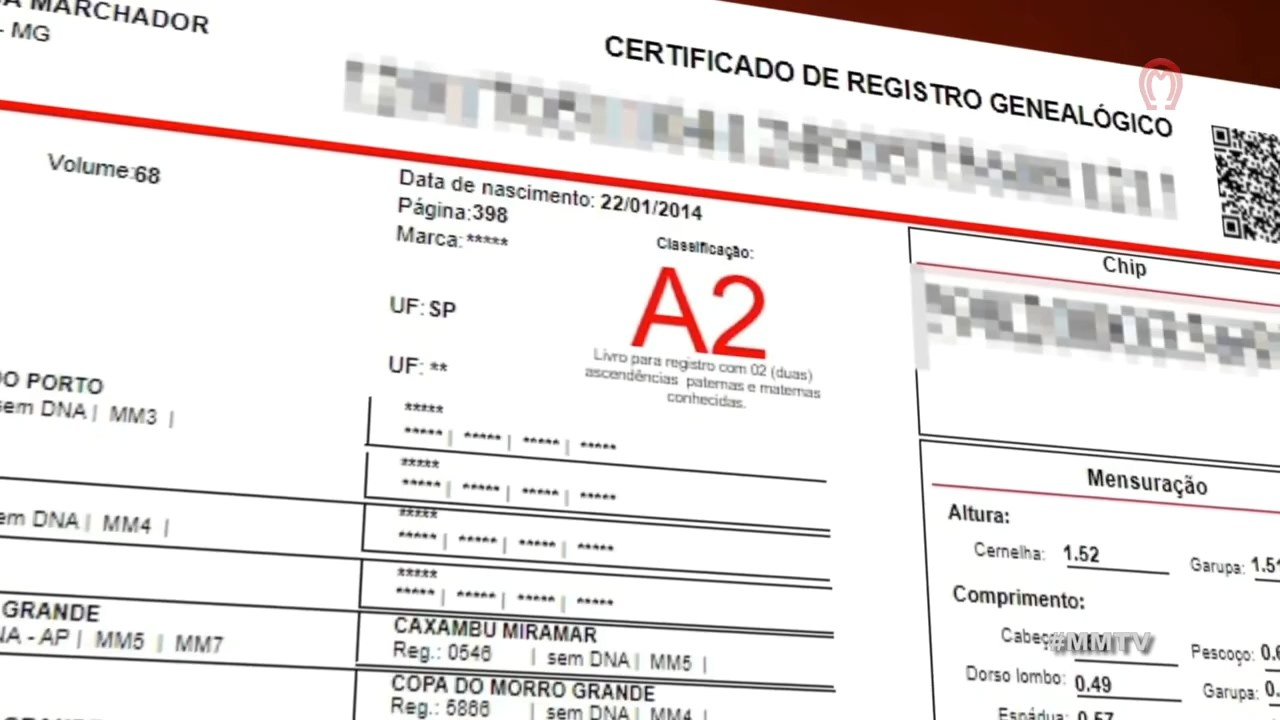 A MARCHADOR
- MG
CERTIFICADO DE REGISTRO GENEALÓGICO
Volume:68
Data de nascimento: 22/01/2014
Página:398
Marca: *****
Classificação:
A2
Livro para registro com 02 (duas)
ascendências paternas e maternas
conhecidas.
UF: SP
UF: **
Chip
DO PORTO
sem DNA | MM3 |
*****
***** | ***** | ***** | *****
*****
***** | ***** | ***** | *****
sem DNA | MM4 |
*****
***** | ***** | ***** | *****
*****
***** | ***** | ***** | *****
GRANDE
NA - AP | MM5 | MM7
CAXAMBU MIRAMAR
Reg.: 0546 | sem DNA | MM5 |
COPA DO MORRO GRANDE
Reg.: 5866 | sem DNA | MM4 |
Mensuração
Altura:
Cernelha: 1.52 Garupa: 1.51
Comprimento:
Pescoço: 0.6
Dorso lombo: 0.49 Garupa: 0.
Espádua: 0.57
#MMTV